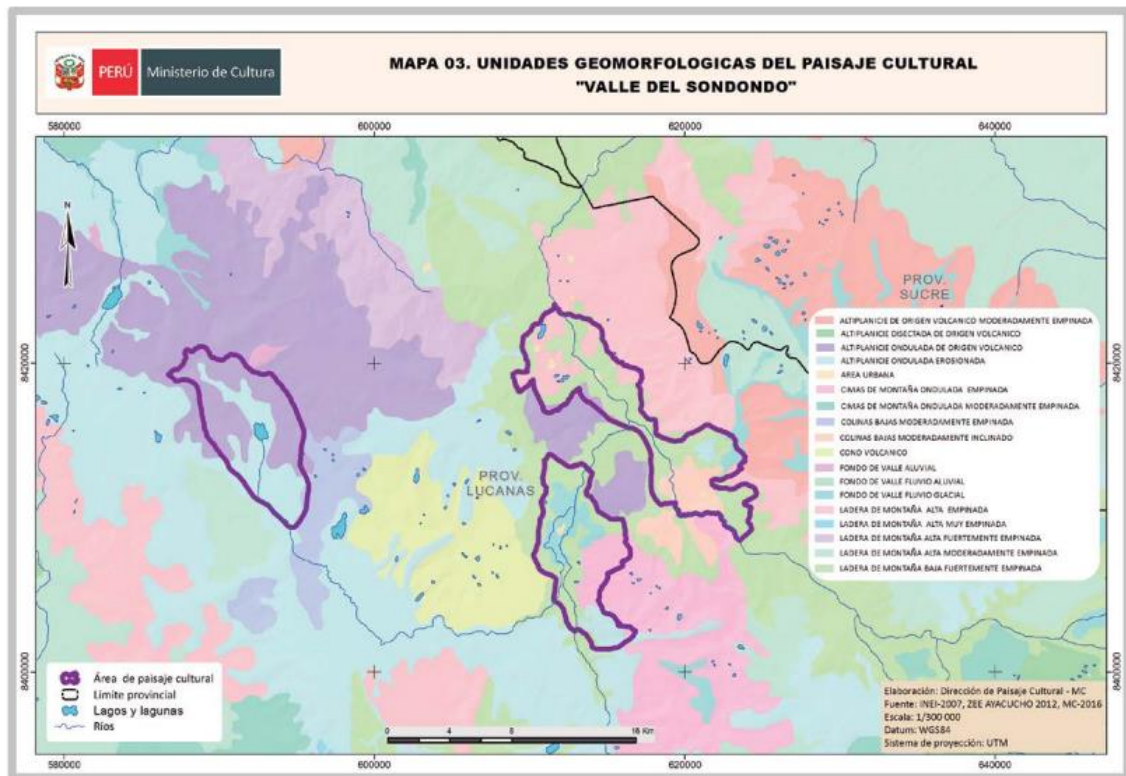 PERÚ
Ministerio de Cultura
MAPA 03. UNIDADES GEOMORFOLOGICAS DEL PAISAJE CULTURAL
"VALLE DEL SONDONDO"
580000
600000
620000
640000
N
8420000
8420000
8400000
8400000
PROV.
SUCRE
PROV.
LUCANAS
ALTIPLANICIE DE ORIGEN VOLCANICO MODERADAMENTE EMPINADA
ALTIPLANICIE DISECTADA DE ORIGEN VOLCANICO
ALTIPLANICIE ONDULADA DE ORIGEN VOLCANICO
ALTIPLANICIE ONDULADA EROSIONADA
AREA URBANA
CIMAS DE MONTAÑA ONDULADA EMPINADA
CIMAS DE MONTAÑA ONDULADA MODERADAMENTE EMPINADA
COLINAS BAJAS MODERADAMENTE EMPINADA
COLINAS BAJAS MODERADAMENTE INCLINADO
CONO VOLCANICO
FONDO DE VALLE ALUVIAL
FONDO DE VALLE FLUVIO ALUVIAL
FONDO DE VALLE FLUVIO GLACIAL
LADERA DE MONTAÑA ALTA EMPINADA
LADERA DE MONTAÑA ALTA MUY EMPINADA
LADERA DE MONTAÑA ALTA FUERTEMENTE EMPINADA
LADERA DE MONTAÑA ALTA MODERADAMENTE EMPINADA
LADERA DE MONTAÑA BAJA FUERTEMENTE EMPINADA
Área de paisaje cultural
Límite provincial
Lagos y lagunas
Ríos
0 4 8 16 Km
Elaboración: Dirección de Paisaje Cultural - MC
Fuente: INEI-2007, ZEE AYACUCHO 2012, MC-2016
Escala: 1/300 000
Datum: WGS84
Sistema de proyección: UTM
580000
600000
620000
640000